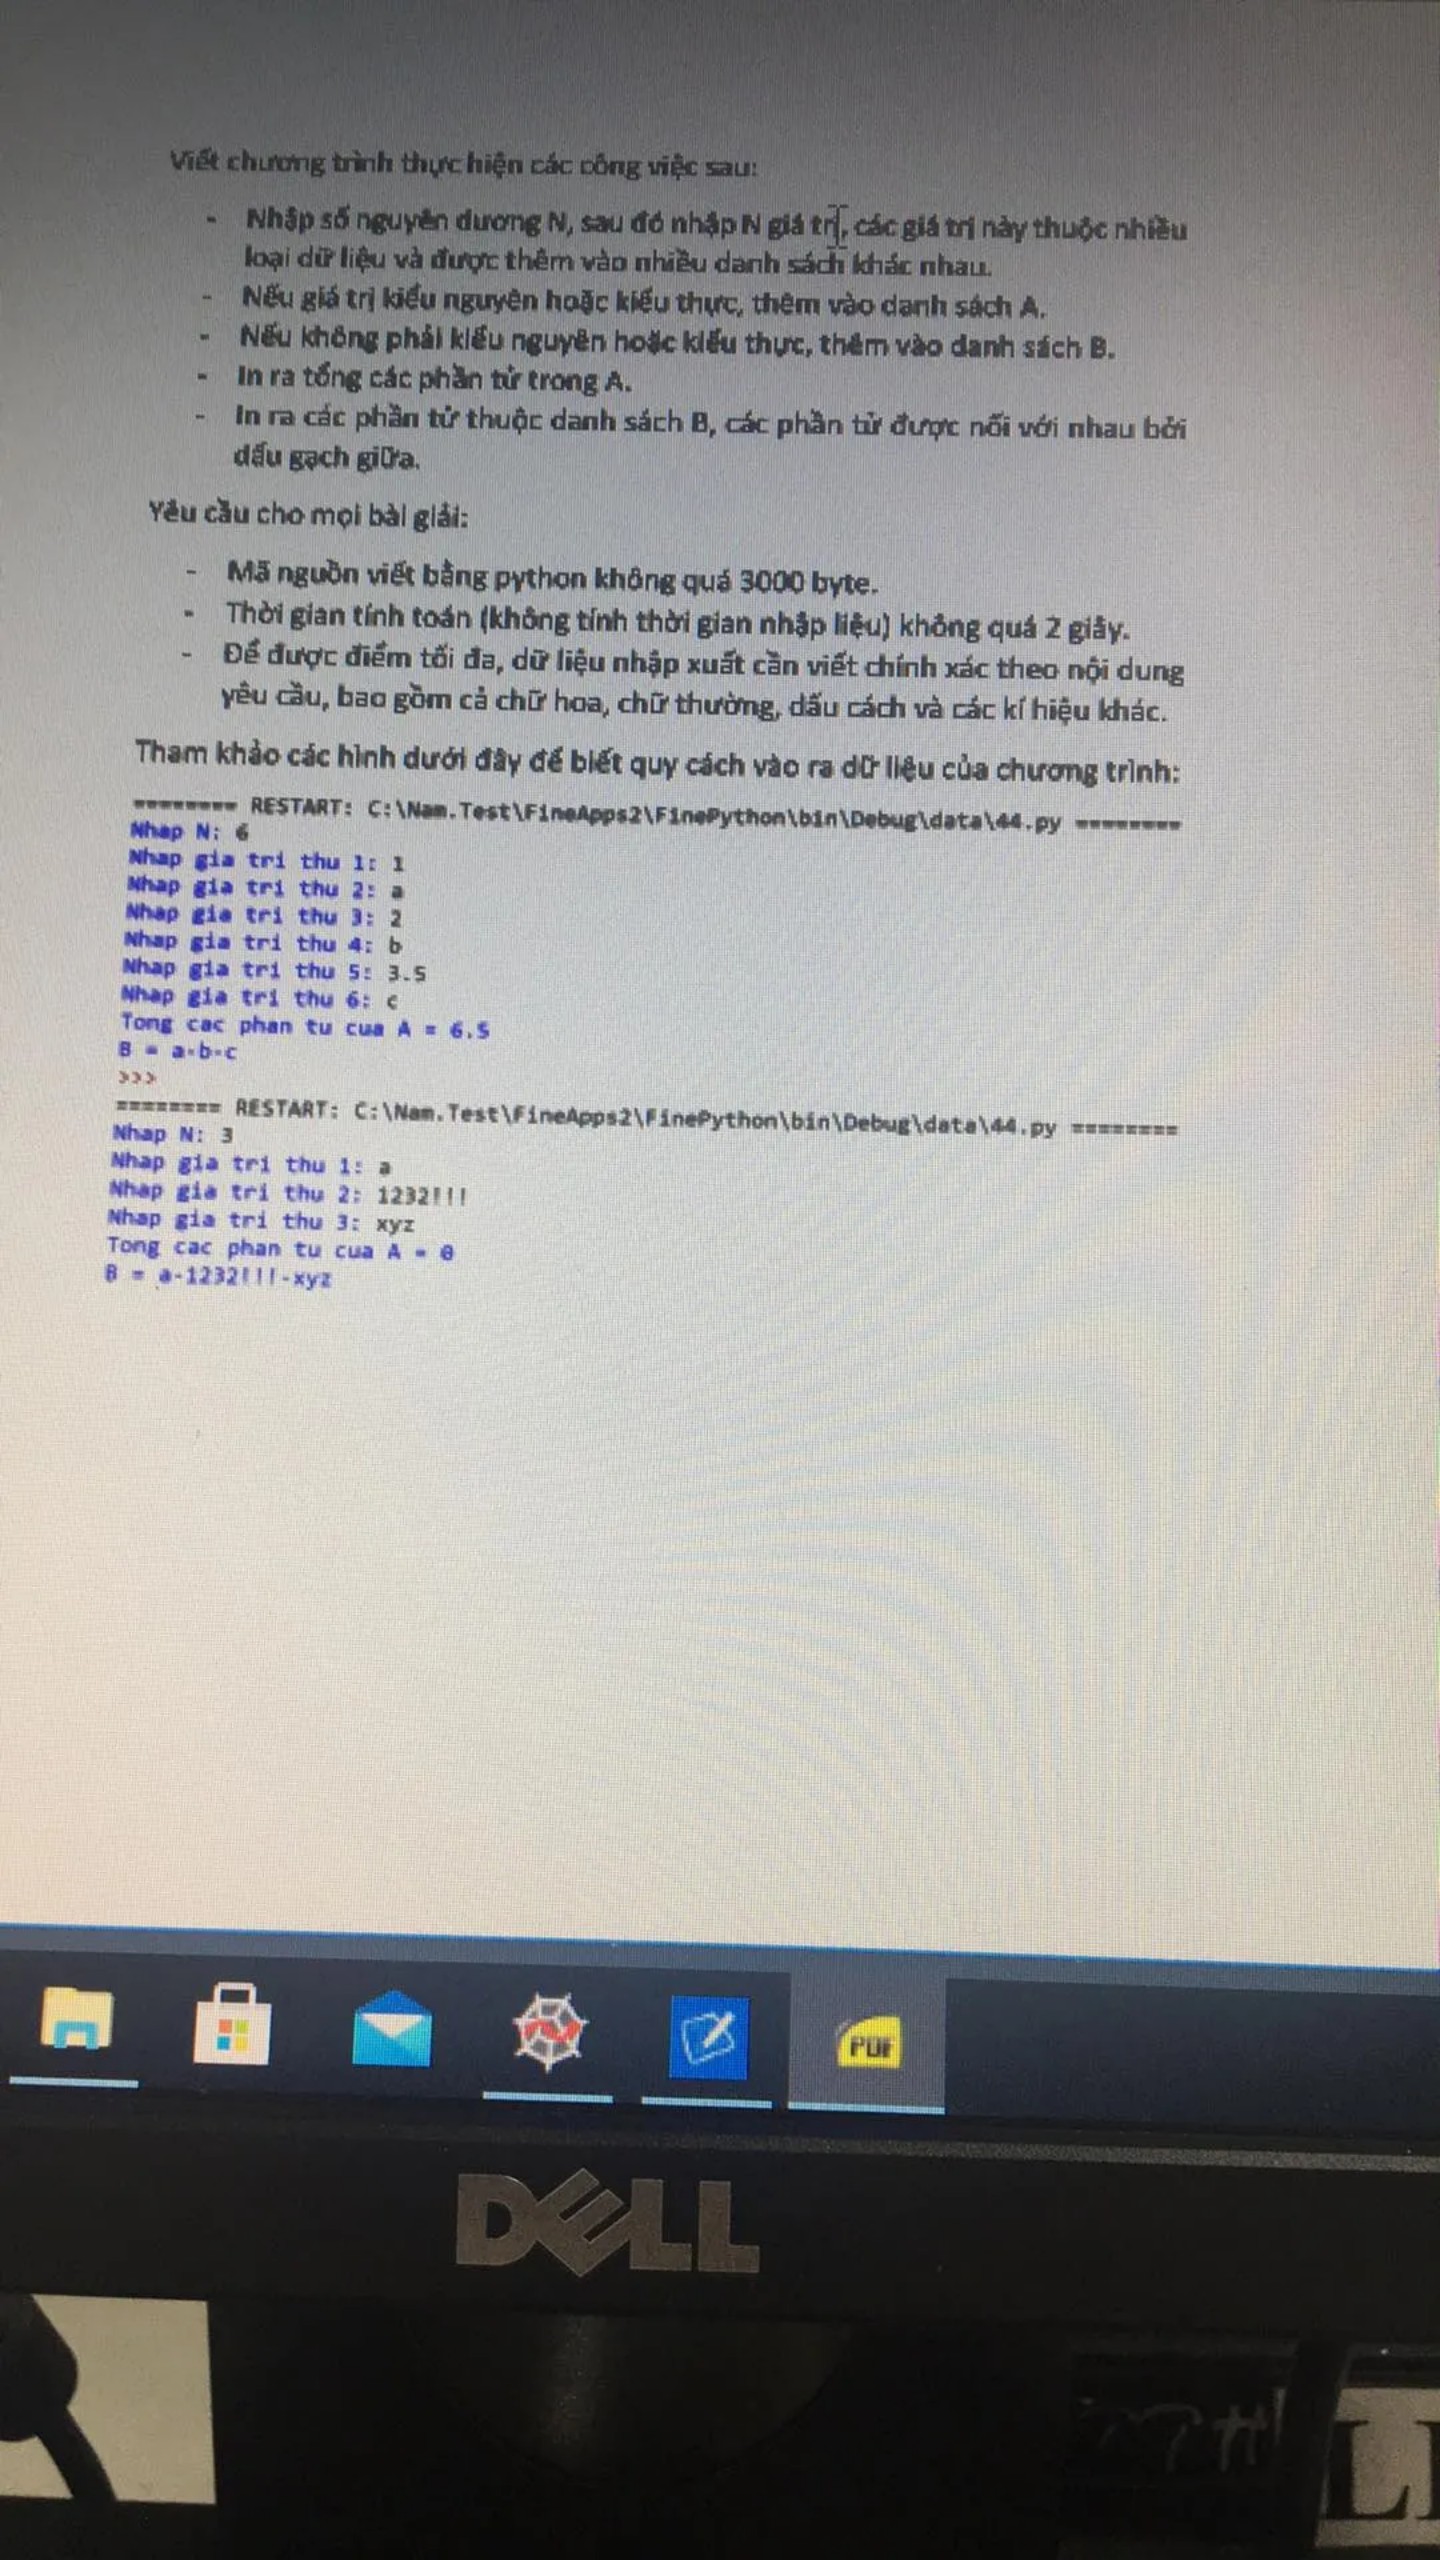 Viết chương trình thực hiện các công việc sau:
- Nhập số nguyên dương N, sau đó nhập N giá trị, các giá trị này thuộc nhiều
loại dữ liệu và được thêm vào nhiều danh sách khác nhau.
- Nếu giá trị kiểu nguyên hoặc kiểu thực, thêm vào danh sách A.
- Nếu không phải kiểu nguyên hoặc kiểu thực, thêm vào danh sách B.
- In ra tổng các phần tử trong A.
- In ra các phần tử thuộc danh sách B, các phần tử được nối với nhau bởi
dấu gạch giữa.
Yêu cầu cho mọi bài giải:
- Mã nguồn viết bằng python không quá 3000 byte.
- Thời gian tính toán (không tính thời gian nhập liệu) không quá 2 giây.
- Để được điểm tối đa, dữ liệu nhập xuất cần viết chính xác theo nội dung
yêu cầu, bao gồm cả chữ hoa, chữ thường, dấu cách và các kí hiệu khác.
Tham khảo các hình dưới đây để biết quy cách vào ra dữ liệu của chương trình:
======== RESTART: C:\Nam.Test\FineApps2\FinePython\bin\Debug\data\44.py ========
Nhap N: 6
Nhap gia tri thu 1: 1
Nhap gia tri thu 2: a
Nhap gia tri thu 3: 2
Nhap gia tri thu 4: b
Nhap gia tri thu 5: 3.5
Nhap gia tri thu 6: c
Tong cac phan tu cua A = 6.5
B = a-b-c
>>>
======== RESTART: C:\Nam.Test\FineApps2\FinePython\bin\Debug\data\44.py ========
Nhap N: 3
Nhap gia tri thu 1: a
Nhap gia tri thu 2: 1232!!!
Nhap gia tri thu 3: xyz
Tong cac phan tu cua A = 0
B = a-1232!!!-xyz
PDF
DELL